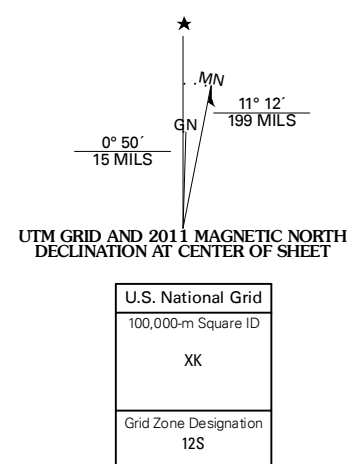 MN
GN
11° 12´
199 MILS
0° 50´
15 MILS
UTM GRID AND 2011 MAGNETIC NORTH
DECLINATION AT CENTER OF SHEET
U.S. National Grid
100,000-m Square ID
XK
Grid Zone Designation
12S